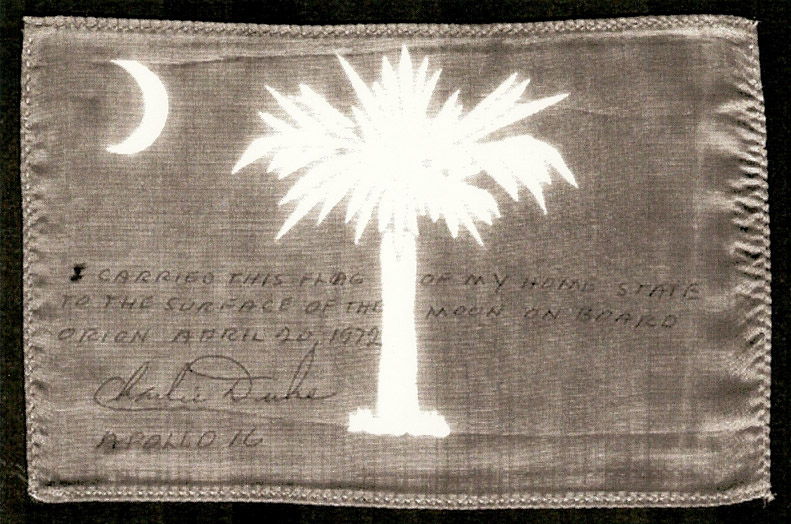 I CARRIED THIS FLAG OF MY HOME STATE
TO THE SURFACE OF THE MOON ON BOARD
ORION APRIL 20, 1972
Charlie Duke
APOLLO 16